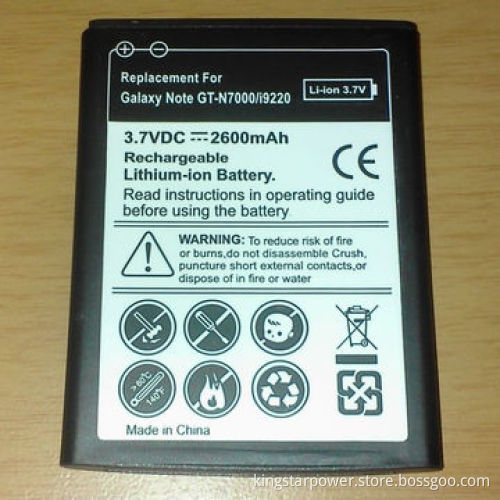 Replacement For
Galaxy Note GT-N7000/i9220
Li-ion 3.7V
3.7VDC 2600mAh
Rechargeable
Lithium-ion Battery.
CE
Read instructions in operating guide
before using the battery
WARNING: To reduce risk of fire
or burns,do not disassemble Crush,
puncture short external contacts,or
dispose of in fire or water
>60°C
140°F
Made in China
kingstarpower.store.bossgoo.com